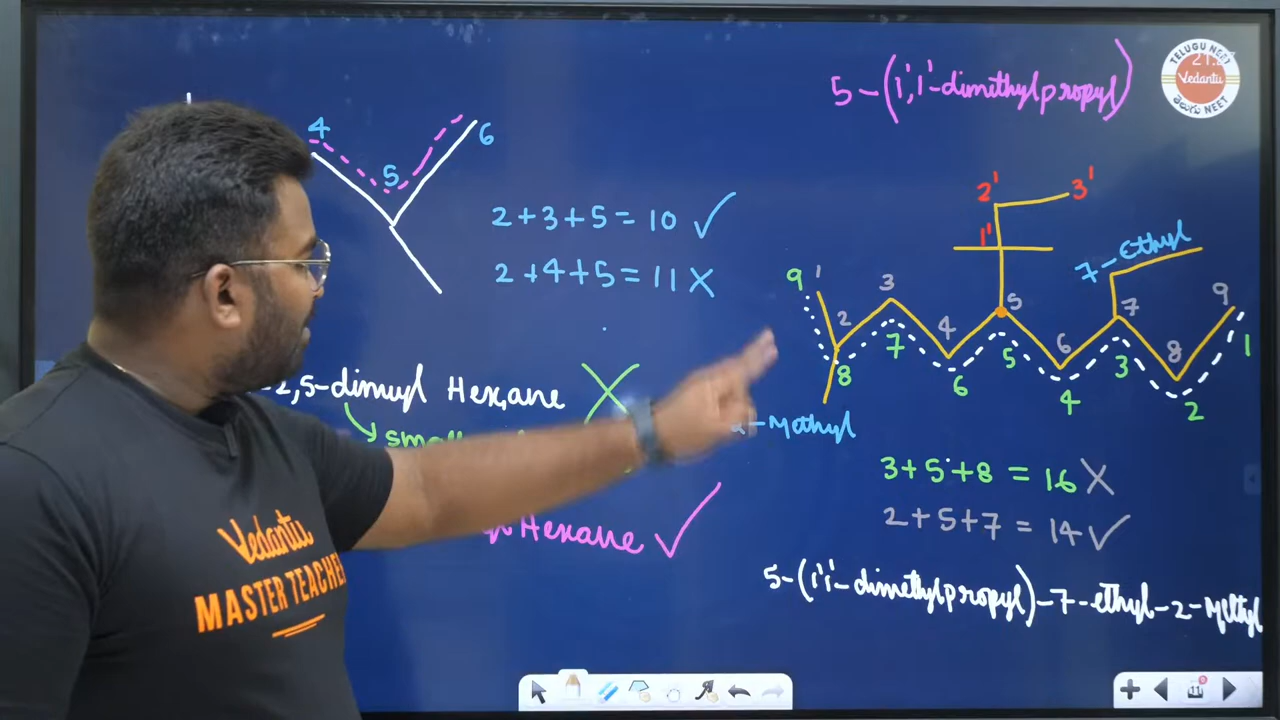 5-(1',1'-dimethylpropyl)
TELUGU NEET
Vedantu
తెలుగు NEET
4
5
6
2+3+5=10 ✓
2+4+5=11 X
2'
3'
1'
7-Ethyl
9
1
2
3
4
5
6
7
8
9
8
7
6
5
4
3
2
1
-Methyl
2,5-dimethyl Hexane X
3+5+8 = 16 X
2+5+7 = 14 ✓
Hexane ✓
5-(1'1'-dimethylpropyl)-7-ethyl-2-Methyl
Vedantu
MASTER TEACHER
11